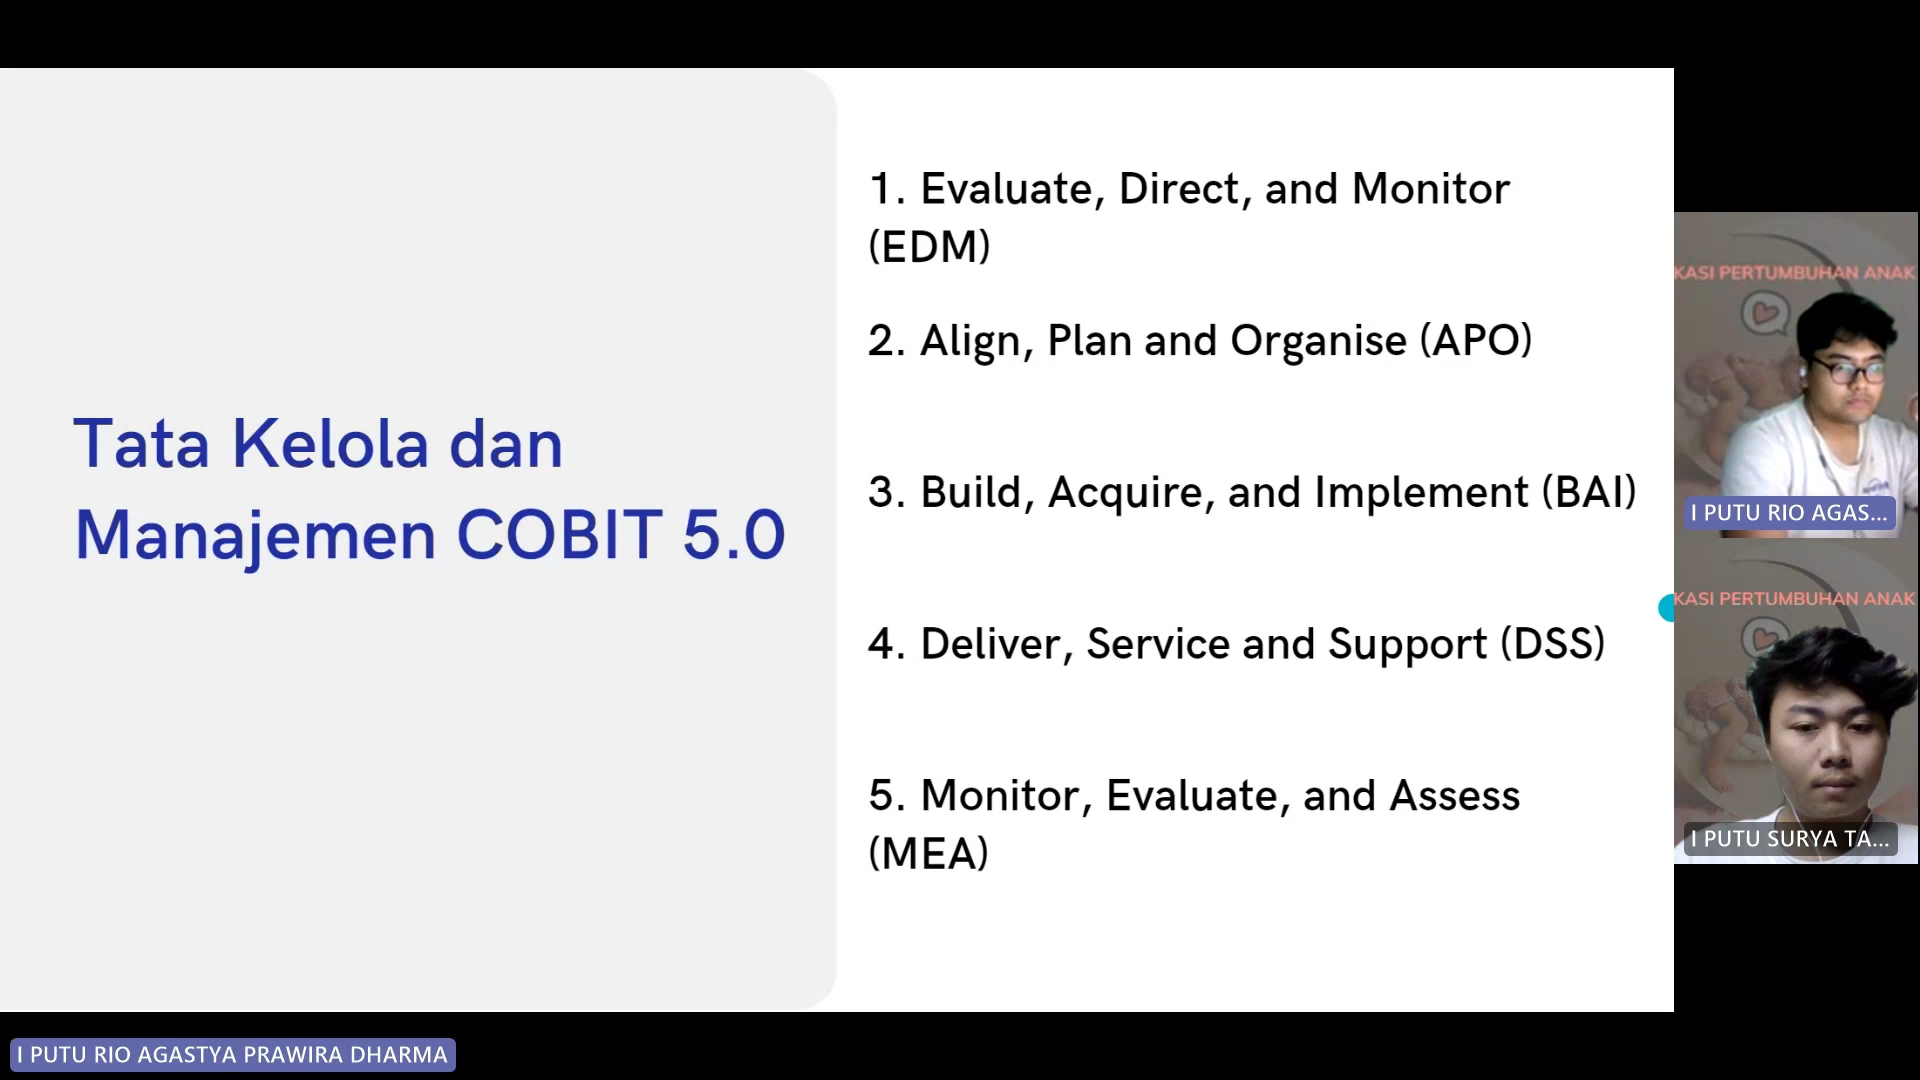 Tata Kelola dan
Manajemen COBIT 5.0
1. Evaluate, Direct, and Monitor
(EDM)
2. Align, Plan and Organise (APO)
3. Build, Acquire, and Implement (BAI)
4. Deliver, Service and Support (DSS)
5. Monitor, Evaluate, and Assess
(MEA)
KASI PERTUMBUHAN ANAK
I PUTU RIO AGAS...
KASI PERTUMBUHAN ANAK
I PUTU SURYA TA...
I PUTU RIO AGASTYA PRAWIRA DHARMA